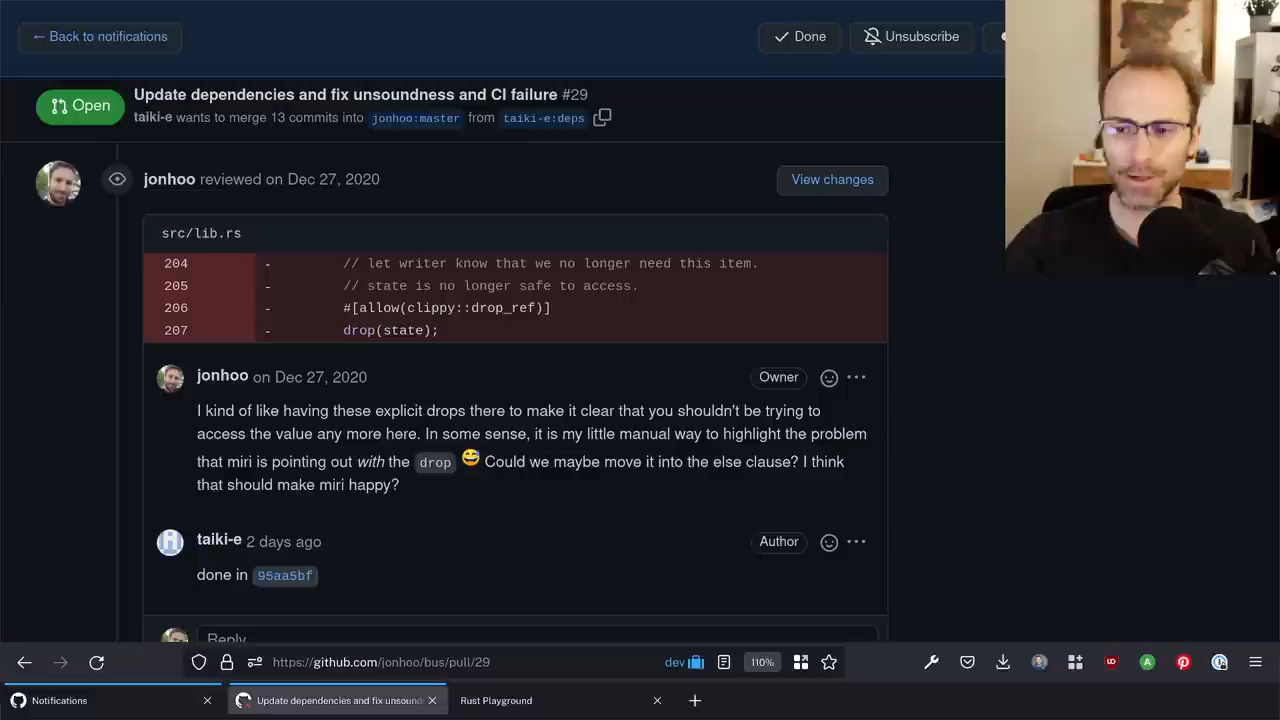 ← Back to notifications
Done
Unsubscribe
Open
Update dependencies and fix unsoundness and CI failure #29
taiki-e wants to merge 13 commits into jonhoo:master from taiki-e:deps
jonhoo reviewed on Dec 27, 2020
View changes
src/lib.rs
204 - // let writer know that we no longer need this item.
205 - // state is no longer safe to access.
206 - #[allow(clippy::drop_ref)]
207 - drop(state);
jonhoo on Dec 27, 2020
Owner
I kind of like having these explicit drops there to make it clear that you shouldn't be trying to
access the value any more here. In some sense, it is my little manual way to highlight the problem
that miri is pointing out with the drop 😅 Could we maybe move it into the else clause? I think
that should make miri happy?
taiki-e 2 days ago
Author
done in 95aa5bf
Reply
https://github.com/jonhoo/bus/pull/29
dev
110%
Notifications
Update dependencies and fix unsound
Rust Playground